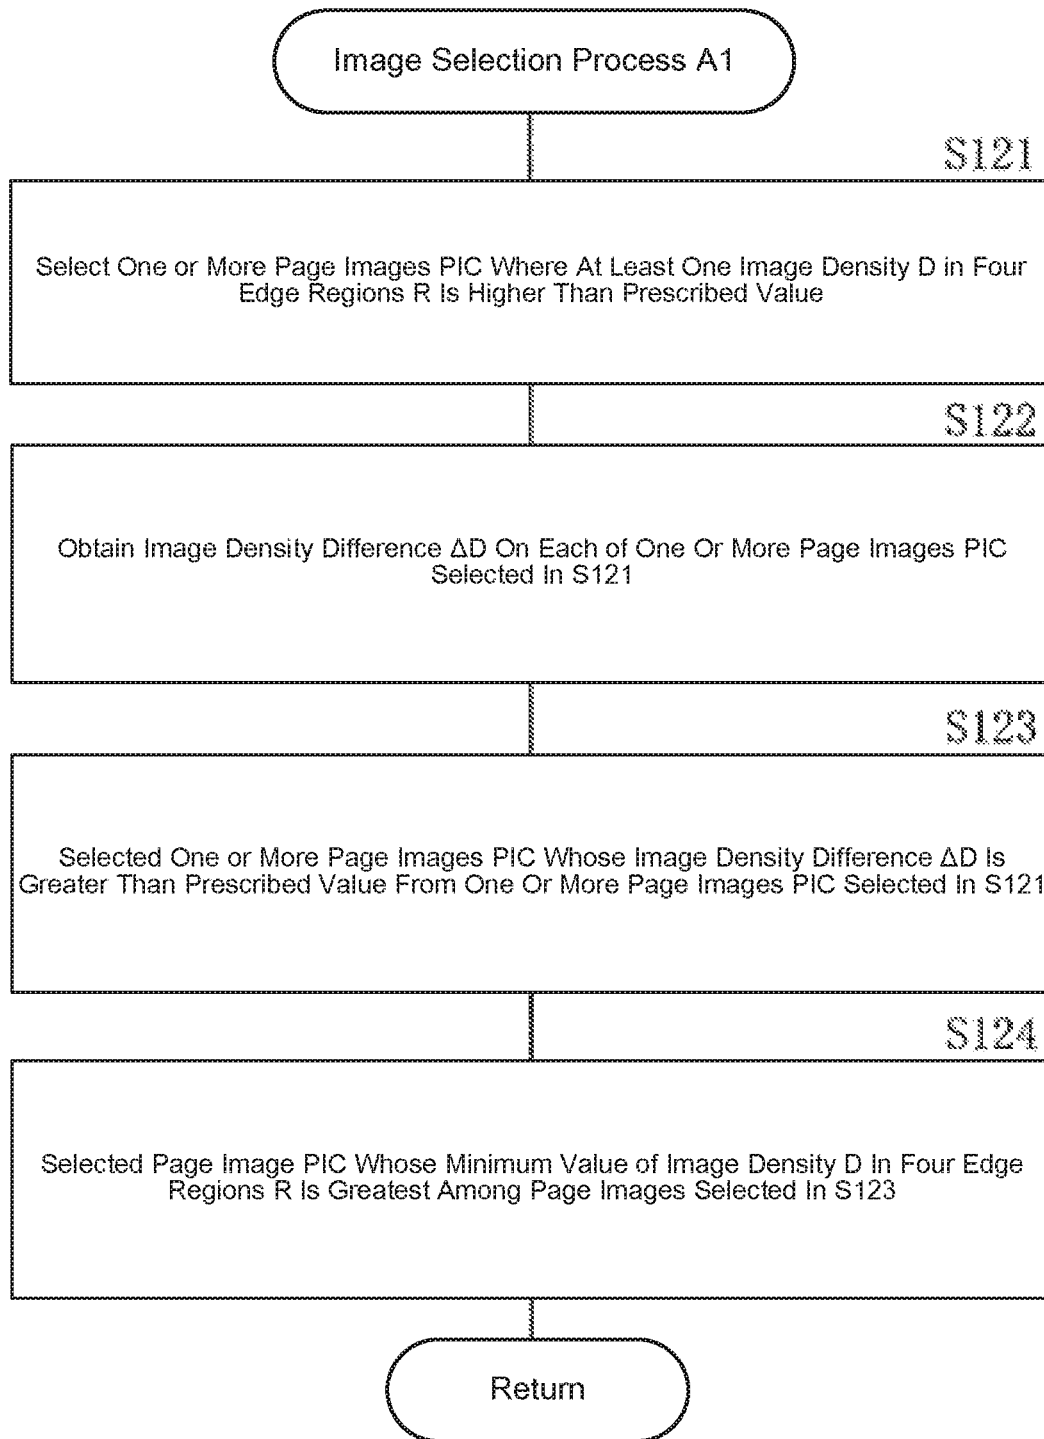 Image Selection Process A1
S121
Select One or More Page Images PIC Where At Least One Image Density D in Four
Edge Regions R Is Higher Than Prescribed Value
S122
Obtain Image Density Difference ΔD On Each of One Or More Page Images PIC
Selected In S121
S123
Selected One or More Page Images PIC Whose Image Density Difference ΔD Is
Greater Than Prescribed Value From One Or More Page Images PIC Selected In S121
S124
Selected Page Image PIC Whose Minimum Value of Image Density D In Four Edge
Regions R Is Greatest Among Page Images Selected In S123
Return